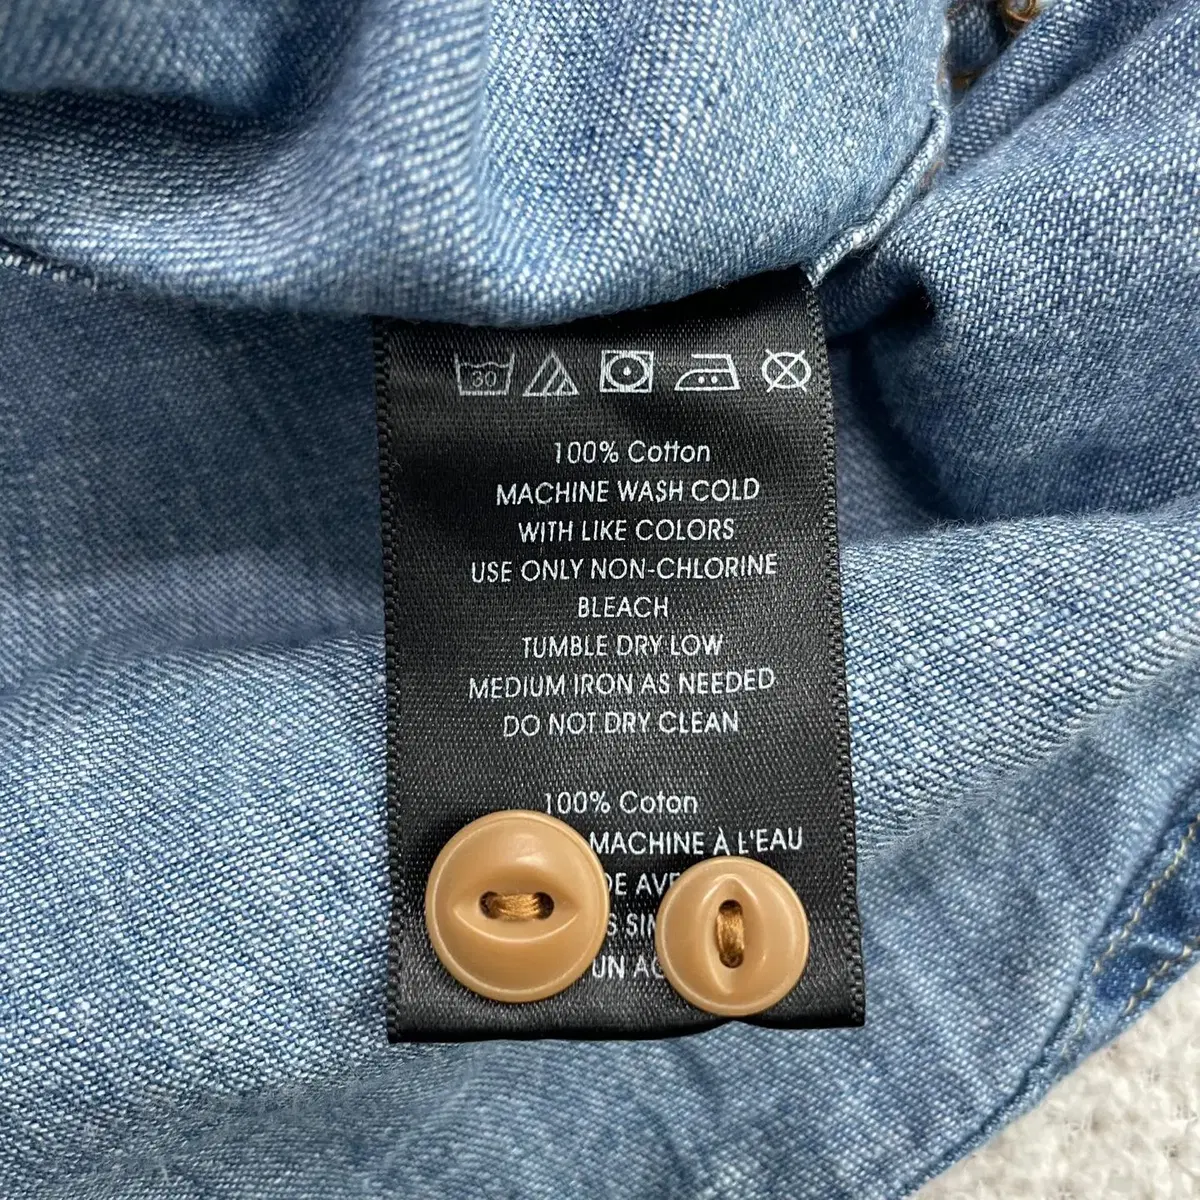 30
100% Cotton
MACHINE WASH COLD
WITH LIKE COLORS
USE ONLY NON-CHLORINE
BLEACH
TUMBLE DRY LOW
MEDIUM IRON AS NEEDED
DO NOT DRY CLEAN
100% Coton
MACHINE À L'EAU
UN